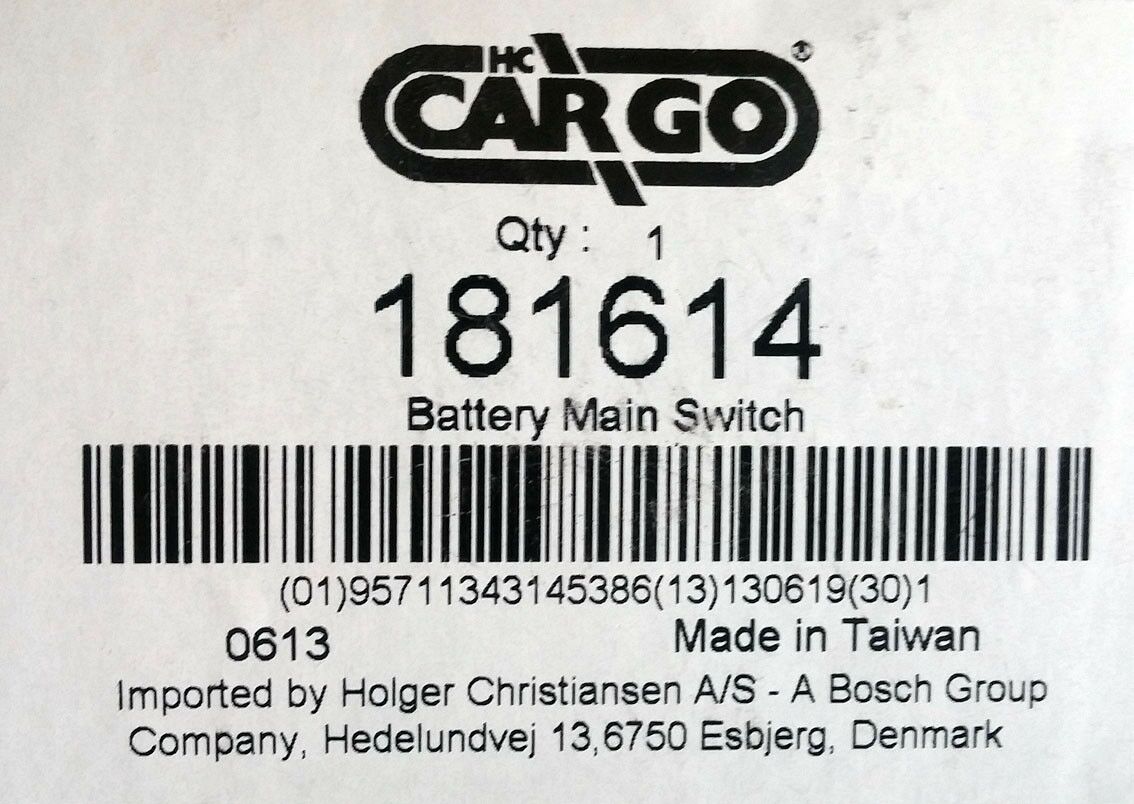 HC
CARGO®
Qty : 1
181614
Battery Main Switch
(01)95711343145386(13)130619(30)1
0613 Made in Taiwan
Imported by Holger Christiansen A/S - A Bosch Group
Company, Hedelundvej 13,6750 Esbjerg, Denmark